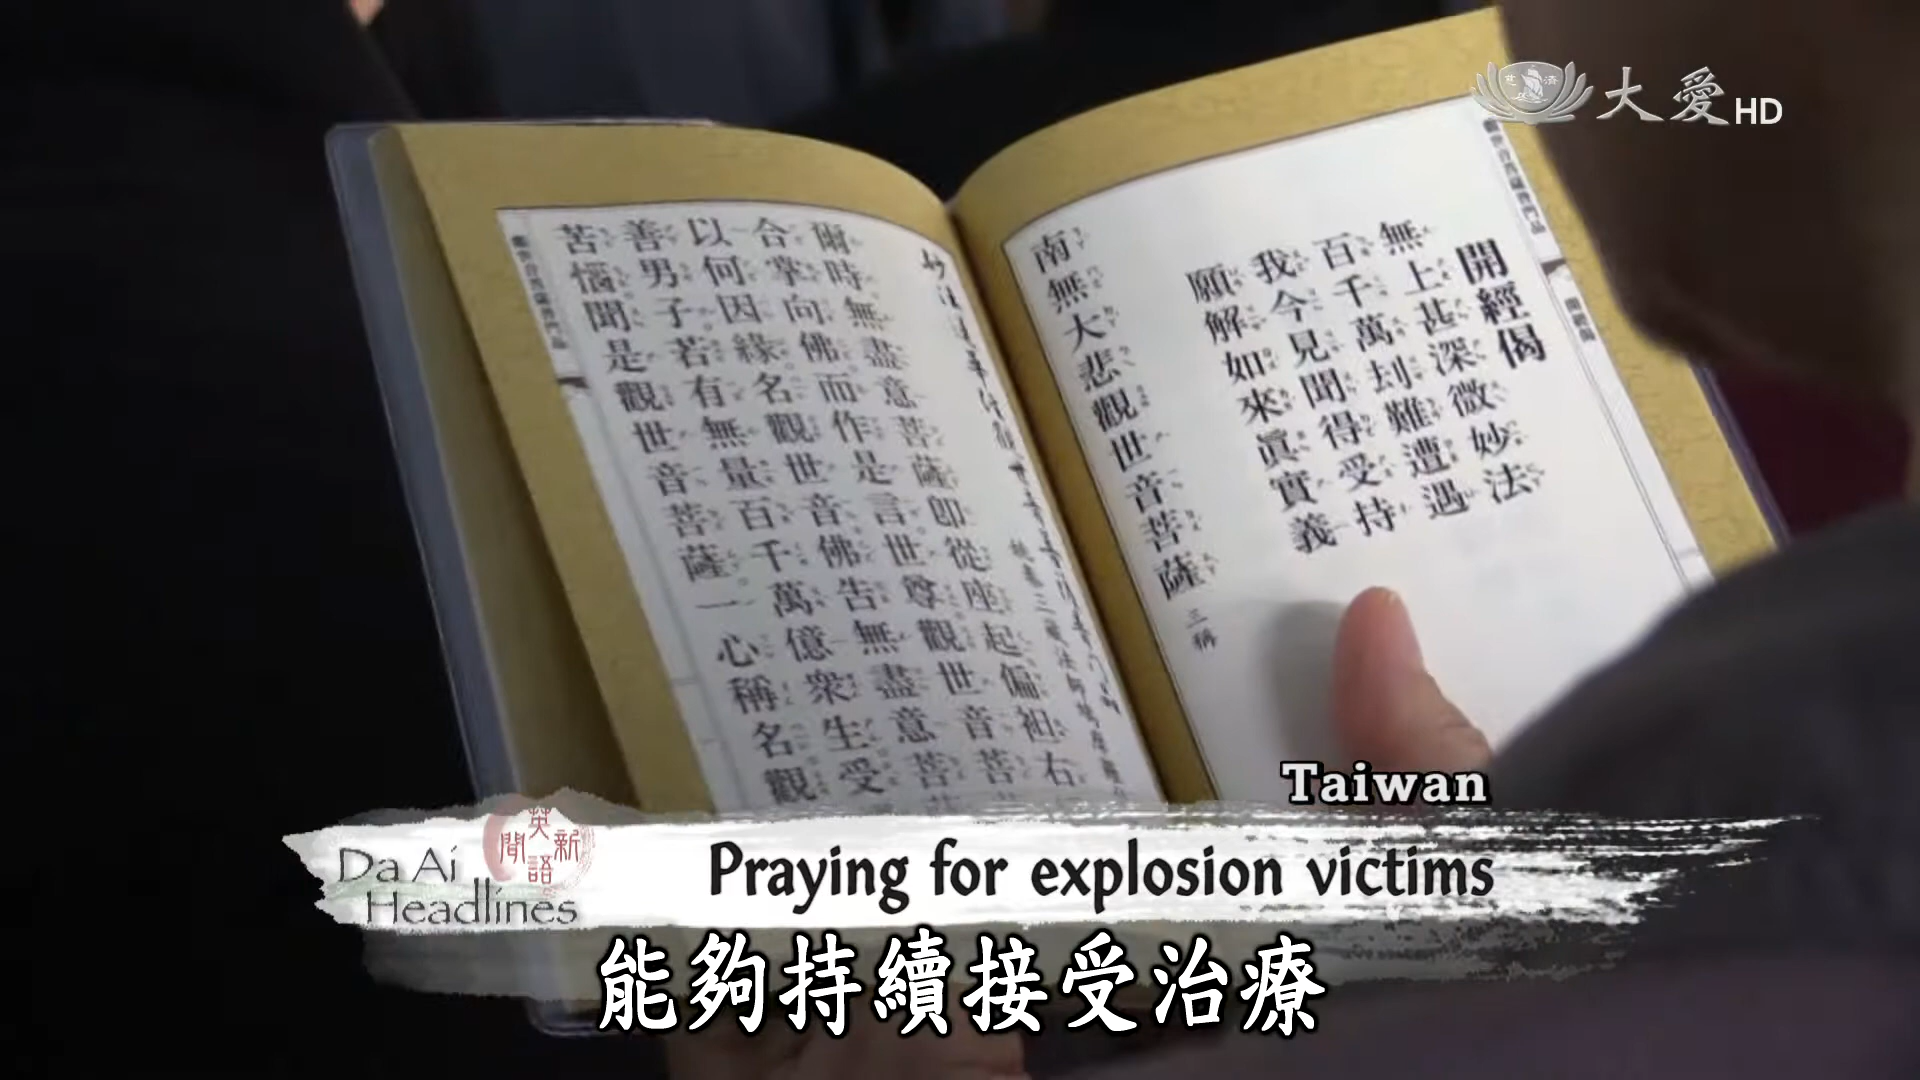 大愛HD
開經偈
無上甚深微妙法
百千萬劫難遭遇
我今見聞得受持
願解如來眞實義
南無大悲觀世音菩薩 三稱
爾時無盡意菩薩即從座起偏袒右
合掌向佛而作是言世尊觀世音菩
以何因緣名觀世音佛告無盡意菩
善男子若有無量百千萬億衆生受
苦惱聞是觀世音菩薩一心稱名觀
Taiwan
Da Ai
Headlines
英語新聞
Praying for explosion victims
能夠持續接受治療